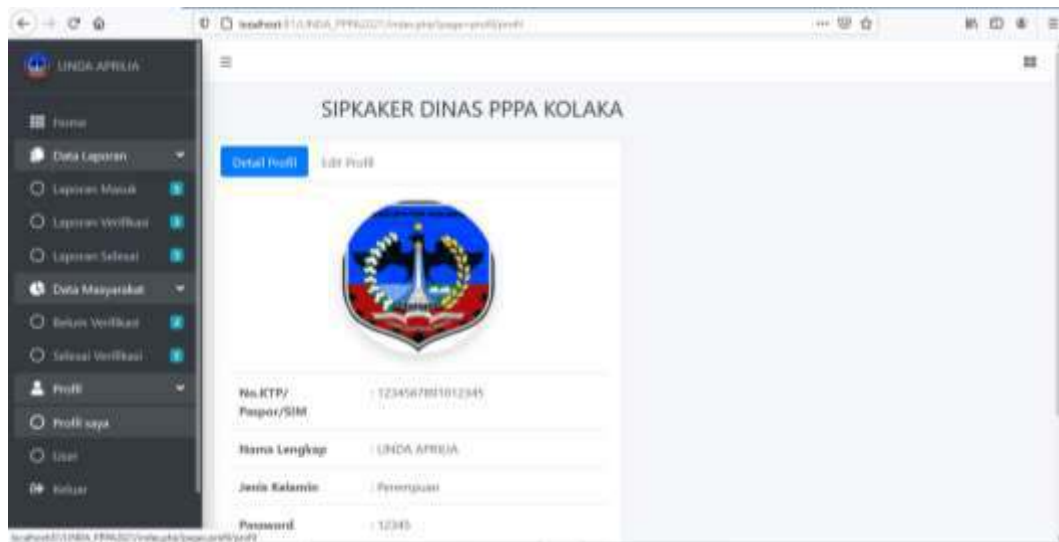 LINDA APRILIA
SIPKAKER DINAS PPPA KOLAKA
Home
Data Laporan
Laporan Masuk
Laporan Verifikasi
Laporan Selesai
Data Masyarakat
Belum Verifikasi
Selesai Verifikasi
Profil
Profil saya
User
Keluar
Detail Profil
Edit Profil
No.KTP/
Paspor/SIM
Nama Lengkap : LINDA APRILIA
Jenis Kelamin : Perempuan
Password : 12345